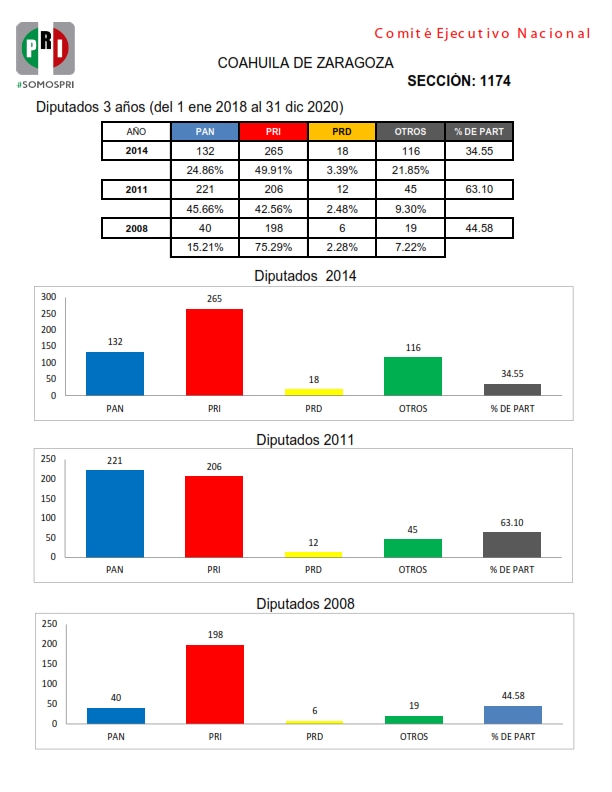 Comité Ejecutivo Nacional
PRI
#SOMOSPRI
COAHUILA DE ZARAGOZA
SECCIÒN: 1174
Diputados 3 años (del 1 ene 2018 al 31 dic 2020)
AÑO PAN PRI PRD OTROS % DE PART
2014 132 265 18 116 34.55
24.86% 49.91% 3.39% 21.85%
2011 221 206 12 45 63.10
45.66% 42.56% 2.48% 9.30%
2008 40 198 6 19 44.58
15.21% 75.29% 2.28% 7.22%
Diputados 2014
300
250
200
150
100
50
0
132 265 18 116 34.55
PAN PRI PRD OTROS % DE PART
Diputados 2011
250
200
150
100
50
0
221 206 12 45 63.10
PAN PRI PRD OTROS % DE PART
Diputados 2008
250
200
150
100
50
0
40 198 6 19 44.58
PAN PRI PRD OTROS % DE PART